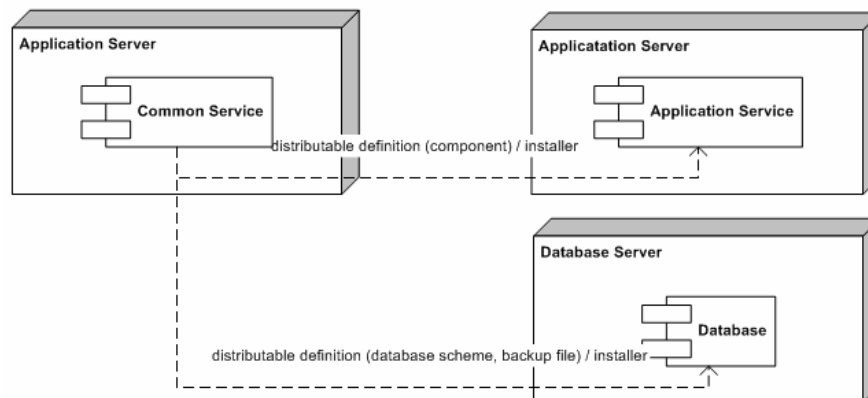 Application Server
Common Service
Applicatation Server
Application Service
distributable definition (component) / installer
Database Server
Database
distributable definition (database scheme, backup file) / installer